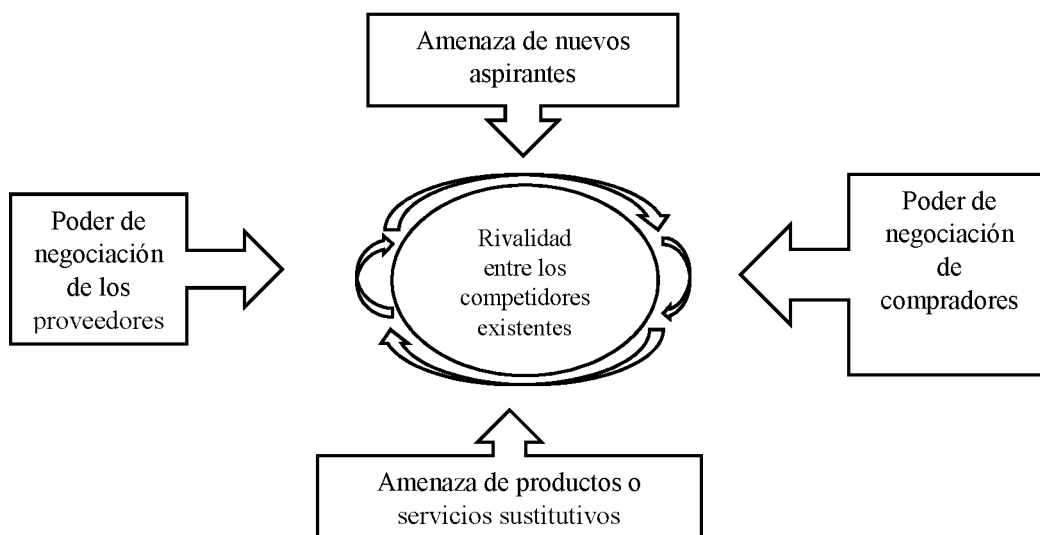 Amenaza de nuevos
aspirantes
Poder de
negociación
de los
proveedores
Rivalidad
entre los
competidores
existentes
Poder de
negociación
de
compradores
Amenaza de productos o
servicios sustitutivos